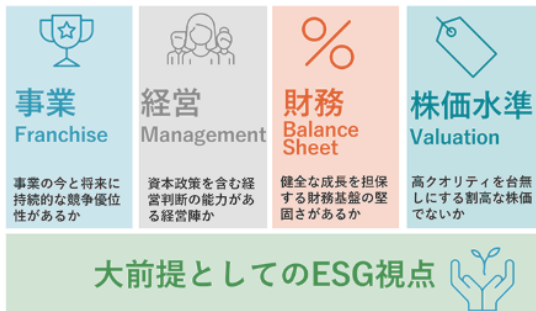 事業
Franchise
事業の今と将来に
持続的な競争優位
性があるか
経営
Management
資本政策を含む経
営判断の能力があ
る経営陣か
財務
Balance
Sheet
健全な成長を担保
する財務基盤の堅
固さがあるか
株価水準
Valuation
高クオリティを台無
しにする割高な株価
でないか
大前提としてのESG視点